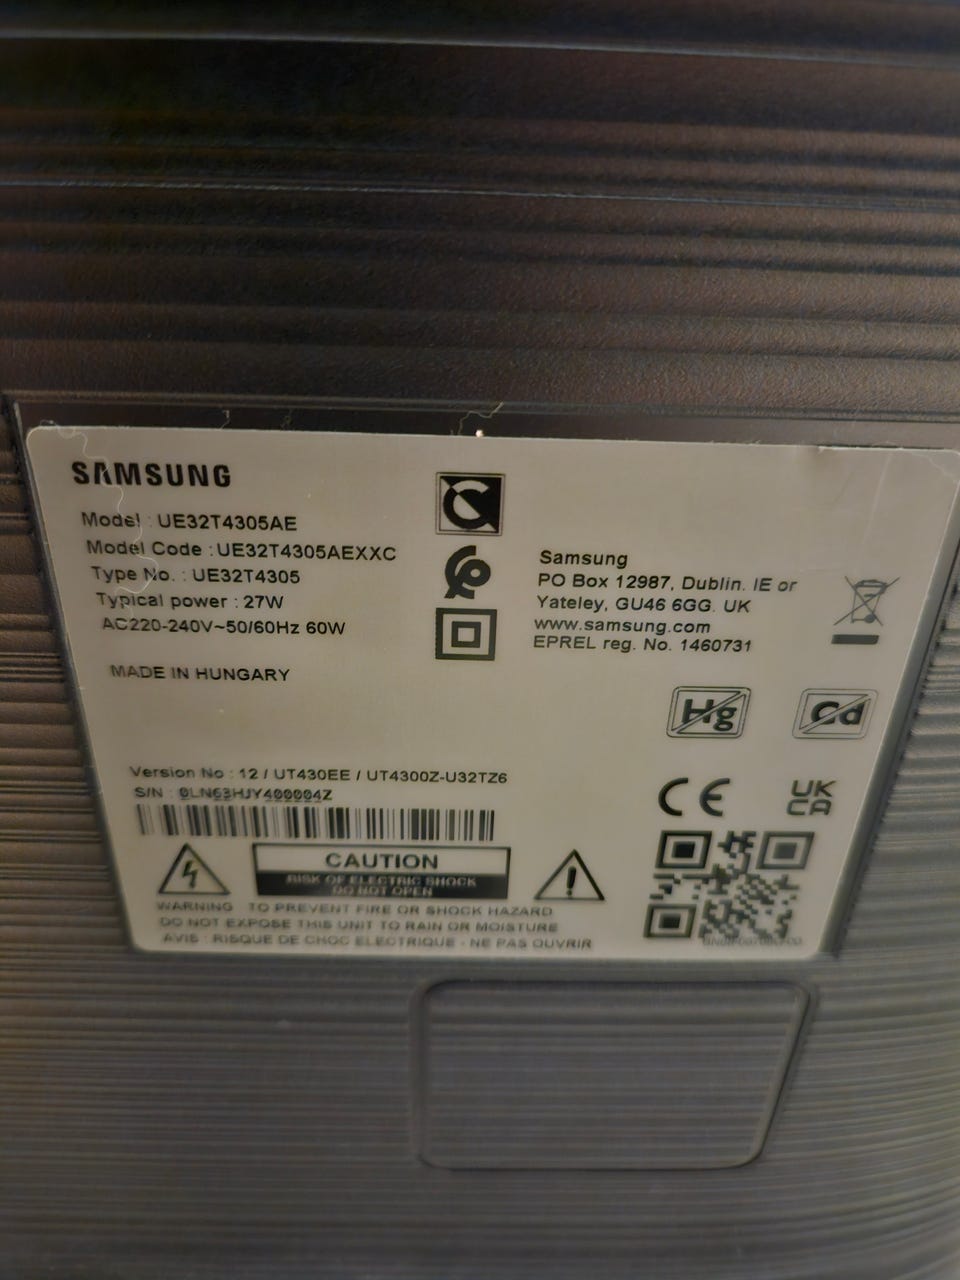 SAMSUNG
Model : UE32T4305AE
Model Code : UE32T4305AEXXC
Type No. : UE32T4305
Typical power : 27W
AC220-240V~50/60Hz 60W
MADE IN HUNGARY
Samsung
PO Box 12987, Dublin. IE or
Yateley, GU46 6GG. UK
www.samsung.com
EPREL reg. No. 1460731
Hg
Cd
Version No : 12 / UT430EE / UT4300Z-U32TZ6
S/N : 0LN63HJY400004Z
CE
UK
CA
CAUTION
RISK OF ELECTRIC SHOCK
DO NOT OPEN
WARNING : TO PREVENT FIRE OR SHOCK HAZARD
DO NOT EXPOSE THIS UNIT TO RAIN OR MOISTURE
AVIS : RISQUE DE CHOC ELECTRIQUE - NE PAS OUVRIR